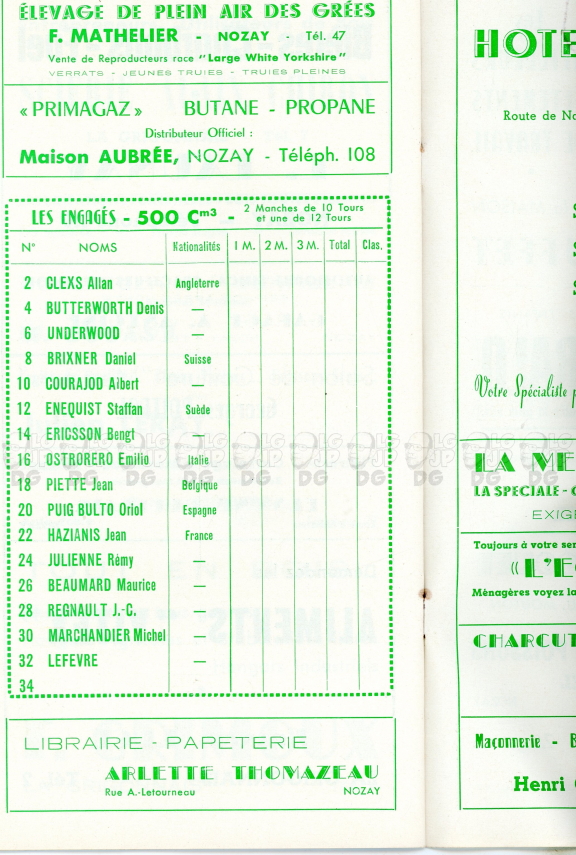 ÉLEVAGE DE PLEIN AIR DES GRÉES
F. MATHELIER - NOZAY - Tél. 47
Vente de Reproducteurs race "Large White Yorkshire"
VERRATS - JEUNES TRUIES - TRUIES PLEINES
« PRIMAGAZ » BUTANE - PROPANE
Distributeur Officiel :
Maison AUBRÉE, NOZAY - Téléph. 108
LES ENGAGÉS - 500 Cm3 - 2 Manches de 10 Tours
et une de 12 Tours
N° NOMS Nationalités 1 M. 2 M. 3 M. Total Clas.
2 CLEXS Allan Angleterre
4 BUTTERWORTH Denis —
6 UNDERWOOD —
8 BRIXNER Daniel Suisse
10 COURAJOD Albert —
12 ENEQUIST Staffan Suède
14 ERICSSON Bengt —
16 OSTRORERO Emilio Italie
18 PIETTE Jean Belgique
20 PUIG BULTO Oriol Espagne
22 HAZIANIS Jean France
24 JULIENNE Rémy —
26 BEAUMARD Maurice —
28 REGNAULT J.-C. —
30 MARCHANDIER Michel —
32 LEFEVRE —
34
LIBRAIRIE - PAPETERIE
ARLETTE THOMAZEAU
Rue A.-Letourneau NOZAY
HOTE
Route de No
S
S
S
Votre Spécialiste p
LA ME
LA SPECIALE - C
EXIGE
Toujours à votre ser
« L'E
Ménagères voyez la
CHARCUT
Maçonnerie - B
Henri